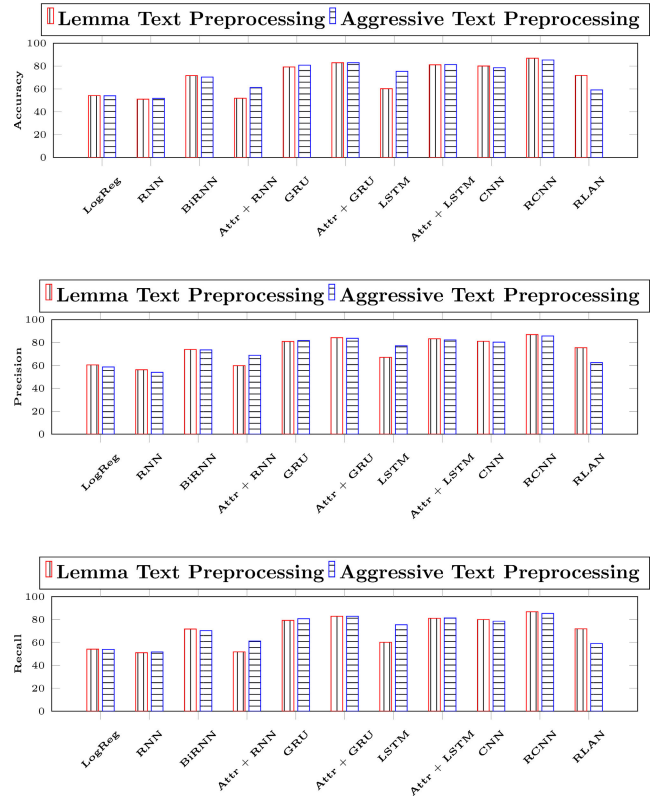 Lemma Text Preprocessing Aggressive Text Preprocessing
100
80
60
40
20
0
Accuracy
LogReg RNN BiRNN Attr + RNN GRU Attr + GRU LSTM Attr + LSTM CNN RCNN RLAN
Lemma Text Preprocessing Aggressive Text Preprocessing
100
80
60
40
20
0
Precision
LogReg RNN BiRNN Attr + RNN GRU Attr + GRU LSTM Attr + LSTM CNN RCNN RLAN
Lemma Text Preprocessing Aggressive Text Preprocessing
100
80
60
40
20
0
Recall
LogReg RNN BiRNN Attr + RNN GRU Attr + GRU LSTM Attr + LSTM CNN RCNN RLAN